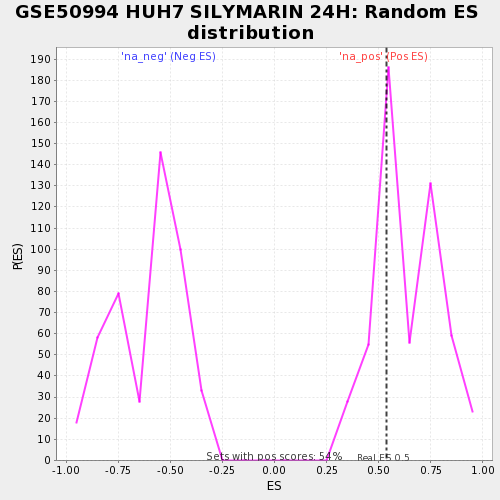 GSE50994 HUH7 SILYMARIN 24H: Random ES
distribution
'na_neg' (Neg ES)
'na_pos' (Pos ES)
190
180
170
160
150
140
130
120
110
100
90
80
70
60
50
40
30
20
10
0
P(ES)
Sets with pos scores: 54%
Real ES 0.5
-1.00 -0.75 -0.50 -0.25 0.00 0.25 0.50 0.75 1.00
ES